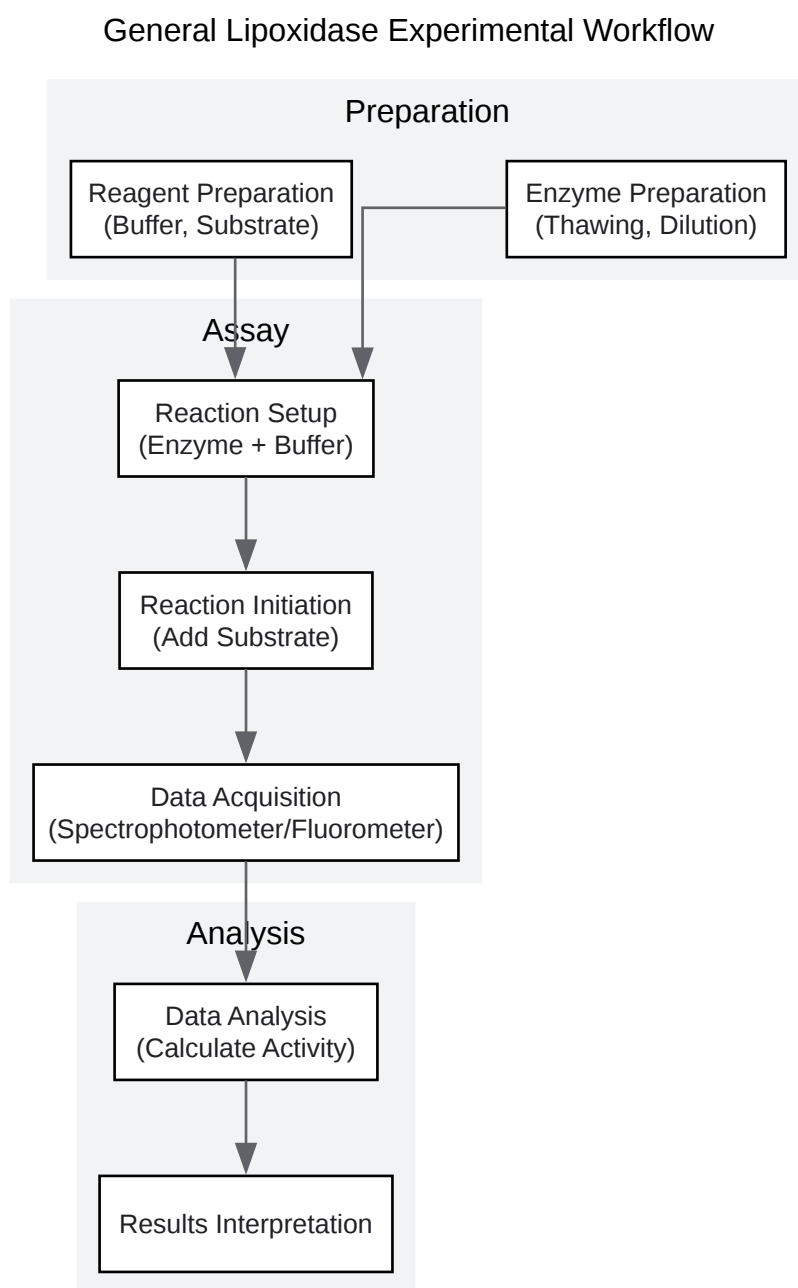 General Lipoxidase Experimental Workflow
Preparation
Reagent Preparation
(Buffer, Substrate)
Enzyme Preparation
(Thawing, Dilution)
Assay
Reaction Setup
(Enzyme + Buffer)
Reaction Initiation
(Add Substrate)
Data Acquisition
(Spectrophotometer/Fluorometer)
Analysis
Data Analysis
(Calculate Activity)
Results Interpretation